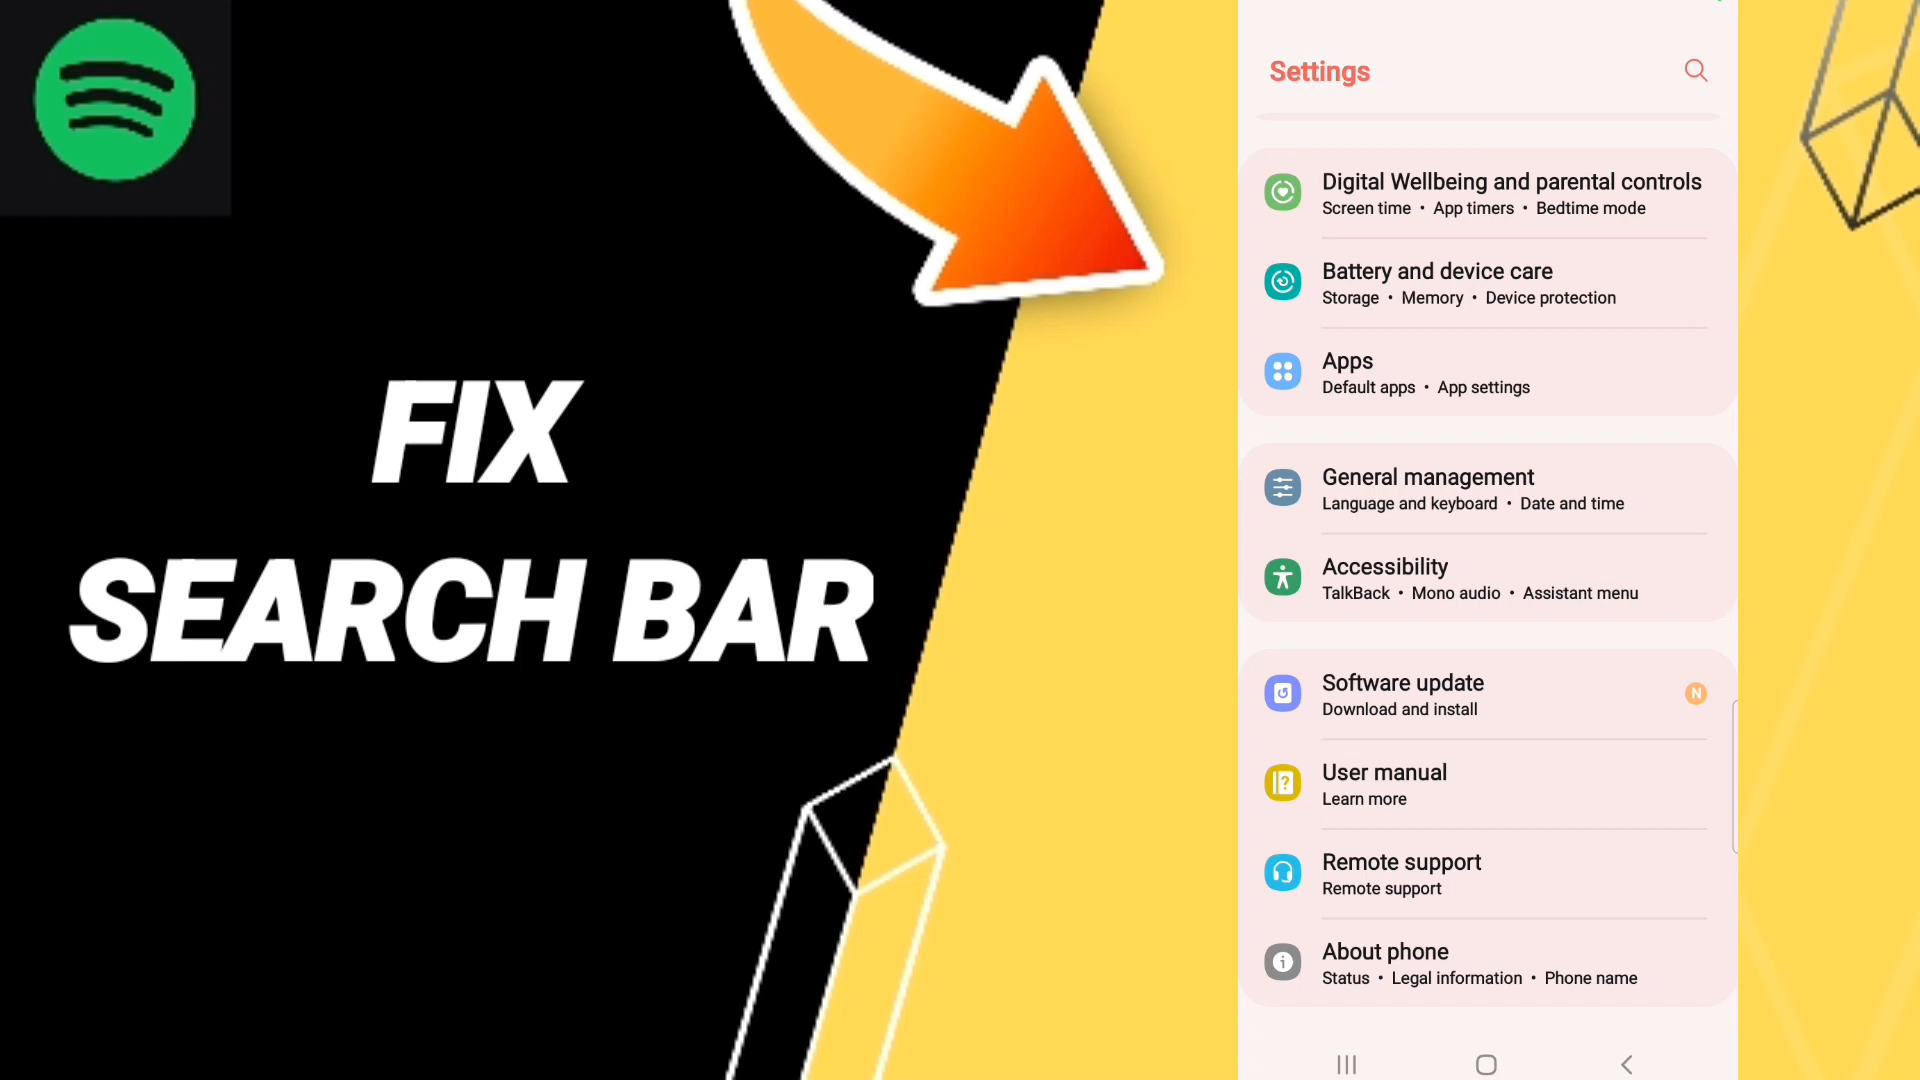 FIX
SEARCH BAR
Settings
Digital Wellbeing and parental controls
Screen time • App timers • Bedtime mode
Battery and device care
Storage • Memory • Device protection
Apps
Default apps • App settings
General management
Language and keyboard • Date and time
Accessibility
TalkBack • Mono audio • Assistant menu
Software update
N
Download and install
User manual
Learn more
Remote support
Remote support
About phone
Status • Legal information • Phone name